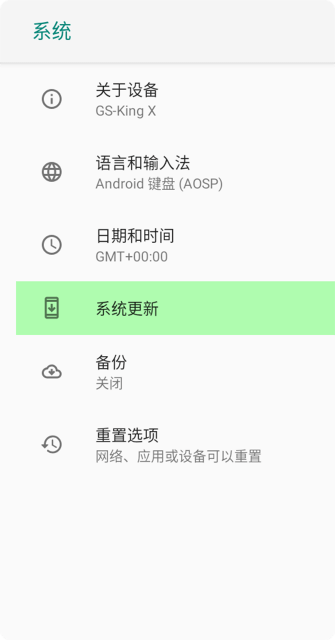 系统
关于设备
GS-King X
语言和输入法
Android 键盘 (AOSP)
日期和时间
GMT+00:00
系统更新
备份
关闭
重置选项
网络、应用或设备可以重置